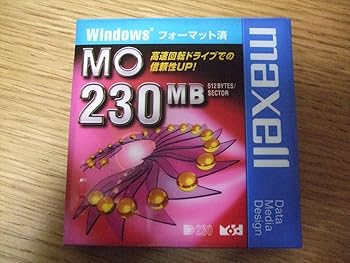 Windows® フォーマット済
MO
高速回転ドライブでの
信頼性UP!
230MB
512BYTES/
SECTOR
maxell
Data
Media
Design
230